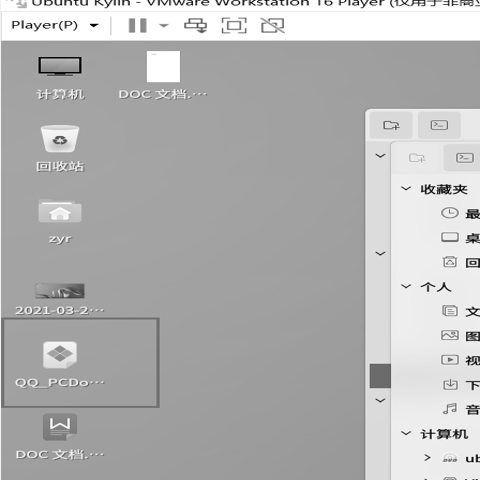 Ubuntu Kylin - VMware Workstation 16 Player (仅用于非商业
Player(P)
计算机
DOC 文档.···
回收站
zyr
2021-03-2···
QQ_PCDo···
DOC 文档.···
收藏夹
最
桌
回
个人
文
图
视
下
音
计算机
ub